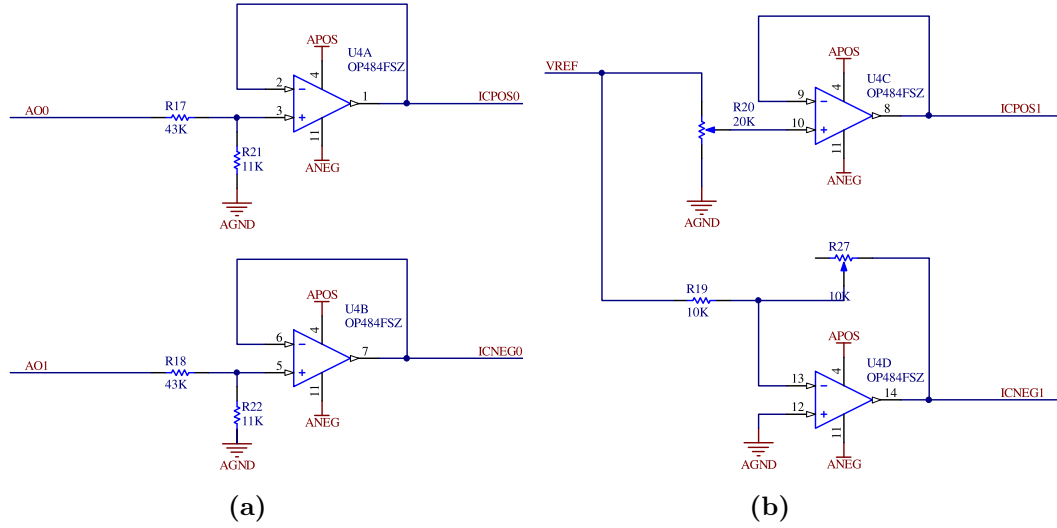 APOS
U4A
OP484FSZ
4
2
1
ICPOS0
AO0
R17
43K
3
11
R21
11K
ANEG
AGND
APOS
U4B
OP484FSZ
4
6
7
ICNEG0
AO1
R18
43K
5
11
R22
11K
ANEG
AGND
(a)
VREF
APOS
U4C
OP484FSZ
4
9
8
ICPOS1
R20
20K
10
11
ANEG
AGND
R27
10K
R19
10K
APOS
U4D
OP484FSZ
4
13
14
ICNEG1
12
11
AGND
ANEG
(b)